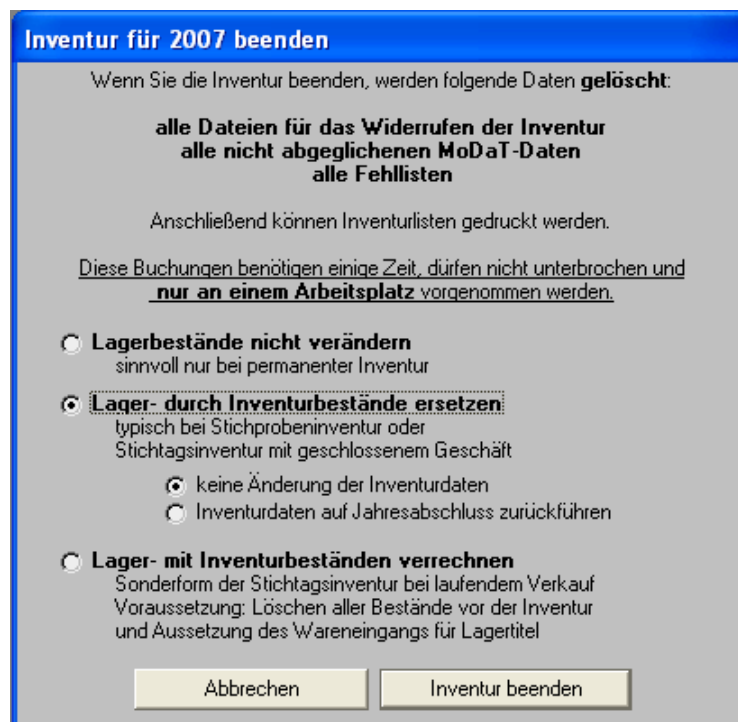 Inventur für 2007 beenden
Wenn Sie die Inventur beenden, werden folgende Daten gelöscht:
alle Dateien für das Widerrufen der Inventur
alle nicht abgeglichenen MoDaT-Daten
alle Fehllisten
Anschließend können Inventurlisten gedruckt werden.
Diese Buchungen benötigen einige Zeit, dürfen nicht unterbrochen und
nur an einem Arbeitsplatz vorgenommen werden.
Lagerbestände nicht verändern
sinnvoll nur bei permanenter Inventur
Lager- durch Inventurbestände ersetzen
typisch bei Stichprobeninventur oder
Stichtagsinventur mit geschlossenem Geschäft
keine Änderung der Inventurdaten
Inventurdaten auf Jahresabschluss zurückführen
Lager- mit Inventurbeständen verrechnen
Sonderform der Stichtagsinventur bei laufendem Verkauf
Voraussetzung: Löschen aller Bestände vor der Inventur
und Aussetzung des Wareneingangs für Lagertitel
Abbrechen Inventur beenden